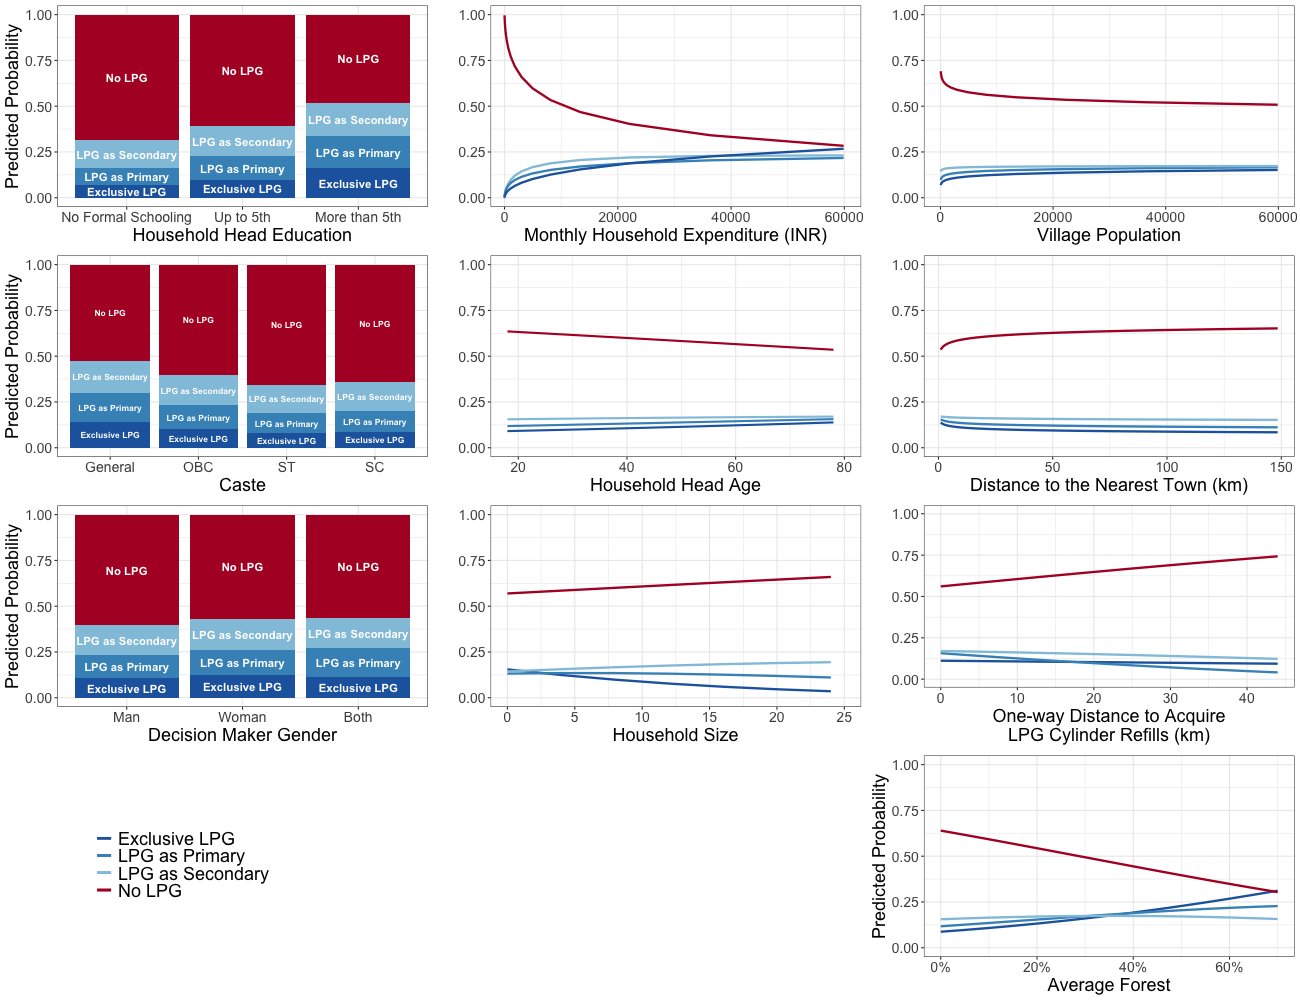 Predicted Probability
1.00
0.75
0.50
0.25
0.00
No LPG
LPG as Secondary
LPG as Primary
Exclusive LPG
No LPG
LPG as Secondary
LPG as Primary
Exclusive LPG
No LPG
LPG as Secondary
LPG as Primary
Exclusive LPG
No Formal Schooling Up to 5th More than 5th
Household Head Education
1.00
0.75
0.50
0.25
0.00
0 20000 40000 60000
Monthly Household Expenditure (INR)
1.00
0.75
0.50
0.25
0.00
0 20000 40000 60000
Village Population
Predicted Probability
1.00
0.75
0.50
0.25
0.00
No LPG
LPG as Secondary
LPG as Primary
Exclusive LPG
No LPG
LPG as Secondary
LPG as Primary
Exclusive LPG
No LPG
LPG as Secondary
LPG as Primary
Exclusive LPG
No LPG
LPG as Secondary
LPG as Primary
Exclusive LPG
General OBC ST SC
Caste
1.00
0.75
0.50
0.25
0.00
20 40 60 80
Household Head Age
1.00
0.75
0.50
0.25
0.00
0 50 100 150
Distance to the Nearest Town (km)
Predicted Probability
1.00
0.75
0.50
0.25
0.00
No LPG
LPG as Secondary
LPG as Primary
Exclusive LPG
No LPG
LPG as Secondary
LPG as Primary
Exclusive LPG
No LPG
LPG as Secondary
LPG as Primary
Exclusive LPG
Man Woman Both
Decision Maker Gender
1.00
0.75
0.50
0.25
0.00
0 5 10 15 20 25
Household Size
1.00
0.75
0.50
0.25
0.00
0 10 20 30 40
One-way Distance to Acquire
LPG Cylinder Refills (km)
Exclusive LPG
LPG as Primary
LPG as Secondary
No LPG
Predicted Probability
1.00
0.75
0.50
0.25
0.00
0% 20% 40% 60%
Average Forest